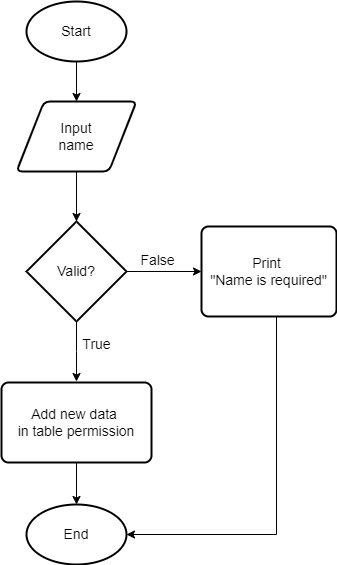 Start
Input
name
Valid?
False
Print
"Name is required"
True
Add new data
in table permission
End